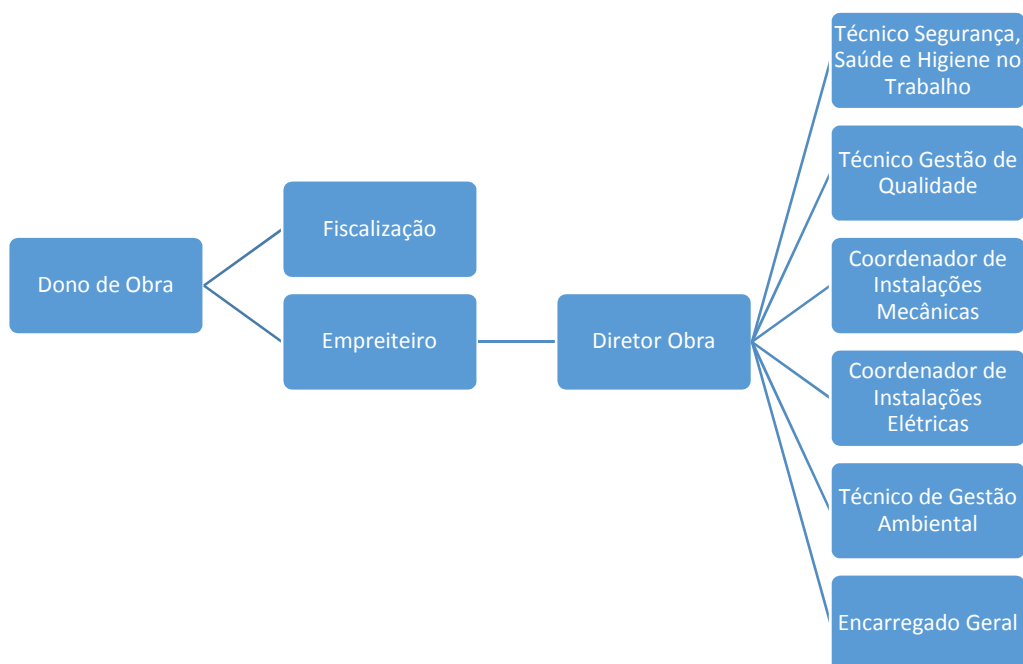 Dono de Obra
Fiscalização
Empreiteiro
Diretor Obra
Técnico Segurança,
Saúde e Higiene no
Trabalho
Técnico Gestão de
Qualidade
Coordenador de
Instalações
Mecânicas
Coordenador de
Instalações
Elétricas
Técnico de Gestão
Ambiental
Encarregado Geral